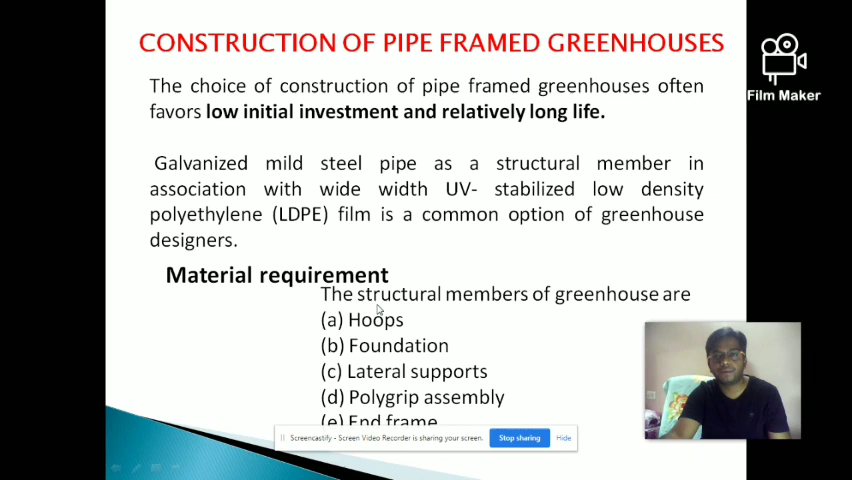 CONSTRUCTION OF PIPE FRAMED GREENHOUSES
The choice of construction of pipe framed greenhouses often
favors low initial investment and relatively long life.
Galvanized mild steel pipe as a structural member in
association with wide width UV- stabilized low density
polyethylene (LDPE) film is a common option of greenhouse
designers.
Material requirement
The structural members of greenhouse are
(a) Hoops
(b) Foundation
(c) Lateral supports
(d) Polygrip assembly
(e) End frame
Film Maker
Screencastify - Screen Video Recorder is sharing your screen.
Stop sharing
Hide